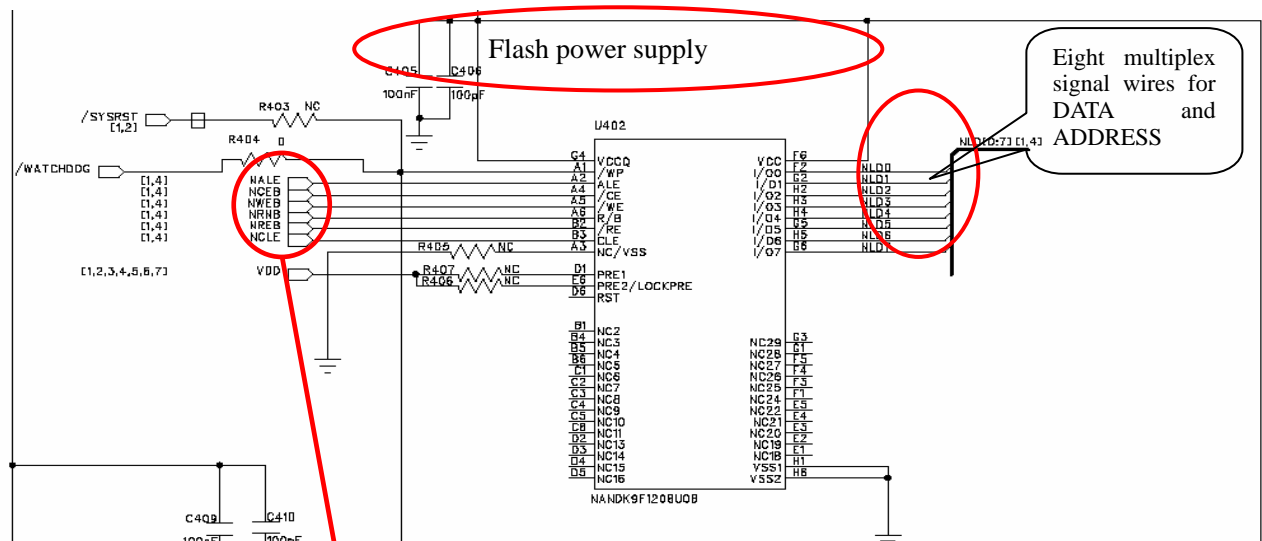 Flash power supply
Eight multiplex
signal wires for
DATA and
ADDRESS
C405
C406
100nF
100pF
/SYSRST
[1,2]
R403 NC
R404 0
/WATCHDOG
[1,4] NALE
[1,4] NCEB
[1,4] NWEB
[1,4] NRNB
[1,4] NREB
[1,4] NCLE
[1,2,3,4,5,6,7] VDD
R405 NC
R407 NC
R406 NC
U402
G4 VCCQ
A1 /WP
A2 ALE
A4 /CE
A5 /WE
A6 R/B
B2 /RE
B3 CLE
A3 NC/VSS
D1 PRE1
E6 PRE2/LOCKPRE
D6 RST
B1 NC2
B4 NC3
B5 NC4
B6 NC5
C1 NC6
C2 NC7
C3 NC8
C4 NC9
C5 NC10
NC11
D2 NC13
D3 NC14
D4 NC15
D5 NC16
VCC F6
I/O0 F2 NLD0
I/O1 G2 NLD1
I/O2 H2 NLD2
I/O3 H3 NLD3
I/O4 H4 NLD4
I/O5 G5 NLD5
I/O6 H5 NLD6
I/O7 G6 NLD7
NLD[0:7] [1,4]
NC29 G3
NC28 G1
NC27 F5
NC26 F4
NC25 F3
NC24 F1
NC22 E5
NC21 E4
NC20 E3
NC19 E2
NC18 E1
VSS1 H1
VSS2 H6
NANDK9F1208U0B
C409
C410
100nF
100pF